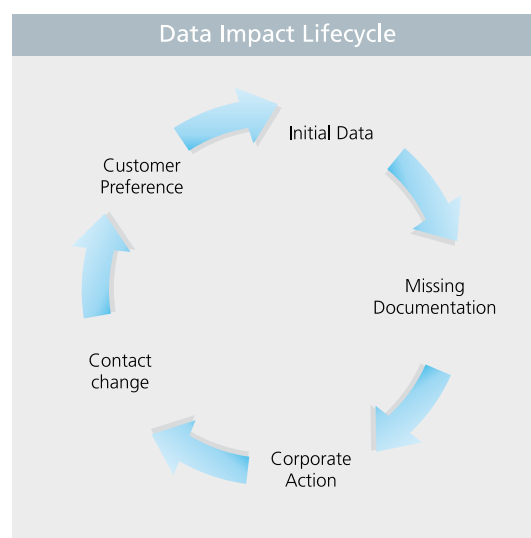 Data Impact Lifecycle
Initial Data
Missing
Documentation
Corporate
Action
Contact
change
Customer
Preference